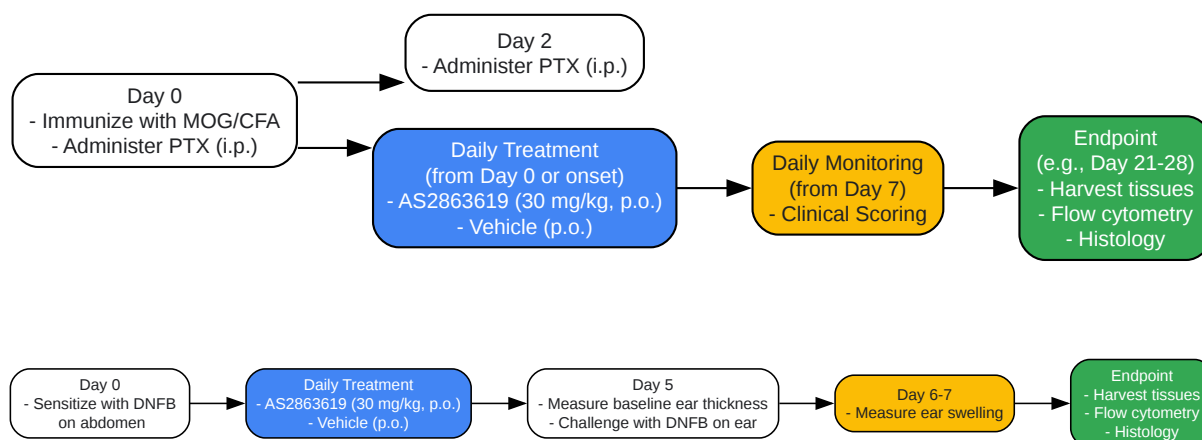 Day 2
- Administer PTX (i.p.)
Day 0
- Immunize with MOG/CFA
- Administer PTX (i.p.)
Daily Treatment
(from Day 0 or onset)
- AS2863619 (30 mg/kg, p.o.)
- Vehicle (p.o.)
Daily Monitoring
(from Day 7)
- Clinical Scoring
Endpoint
(e.g., Day 21-28)
- Harvest tissues
- Flow cytometry
- Histology
Day 0
- Sensitize with DNFB
on abdomen
Daily Treatment
- AS2863619 (30 mg/kg, p.o.)
- Vehicle (p.o.)
Day 5
- Measure baseline ear thickness
- Challenge with DNFB on ear
Day 6-7
- Measure ear swelling
Endpoint
- Harvest tissues
- Flow cytometry
- Histology